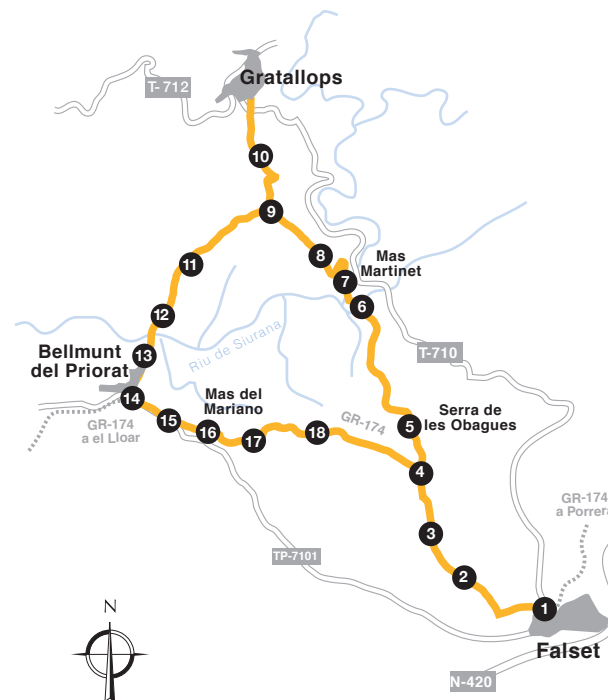 Gratallops
T-712
10
9
8
Mas
Martinet
7
11
6
12
Riu de Siurana
T-710
Bellmunt
del Priorat
13
14
GR-174
a el Lloar
Mas del
Mariano
15
16
17
18
GR-174
Serra de
les Obagues
5
4
GR-174
a Porrera
3
TP-7101
2
1
Falset
N-420
N